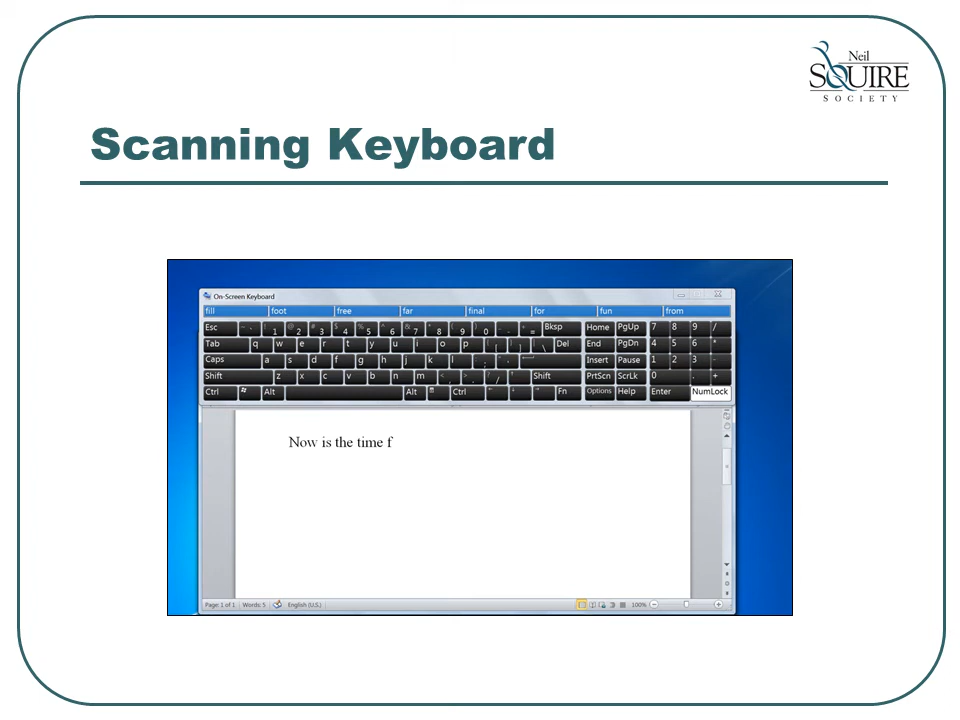 Neil
SQUIRE
SOCIETY
Scanning Keyboard
On-Screen Keyboard
fill foot free far final for fun from
Esc ~ ` ! 1 @ 2 # 3 $ 4 % 5 ^ 6 & 7 * 8 ( 9 ) 0 _ - + = Bksp Home PgUp 7 8 9 /
Tab q w e r t y u i o p { [ } ] | \ Del End PgDn 4 5 6 *
Caps a s d f g h j k l : ; " ' Insert Pause 1 2 3 -
Shift z x c v b n m < , > . ? / ↑ Shift PrtScn ScrLk 0 . +
Ctrl Alt Alt Ctrl ← ↓ → Fn Options Help Enter NumLock
Now is the time f
Page: 1 of 1 Words: 5 English (U.S.) 100%